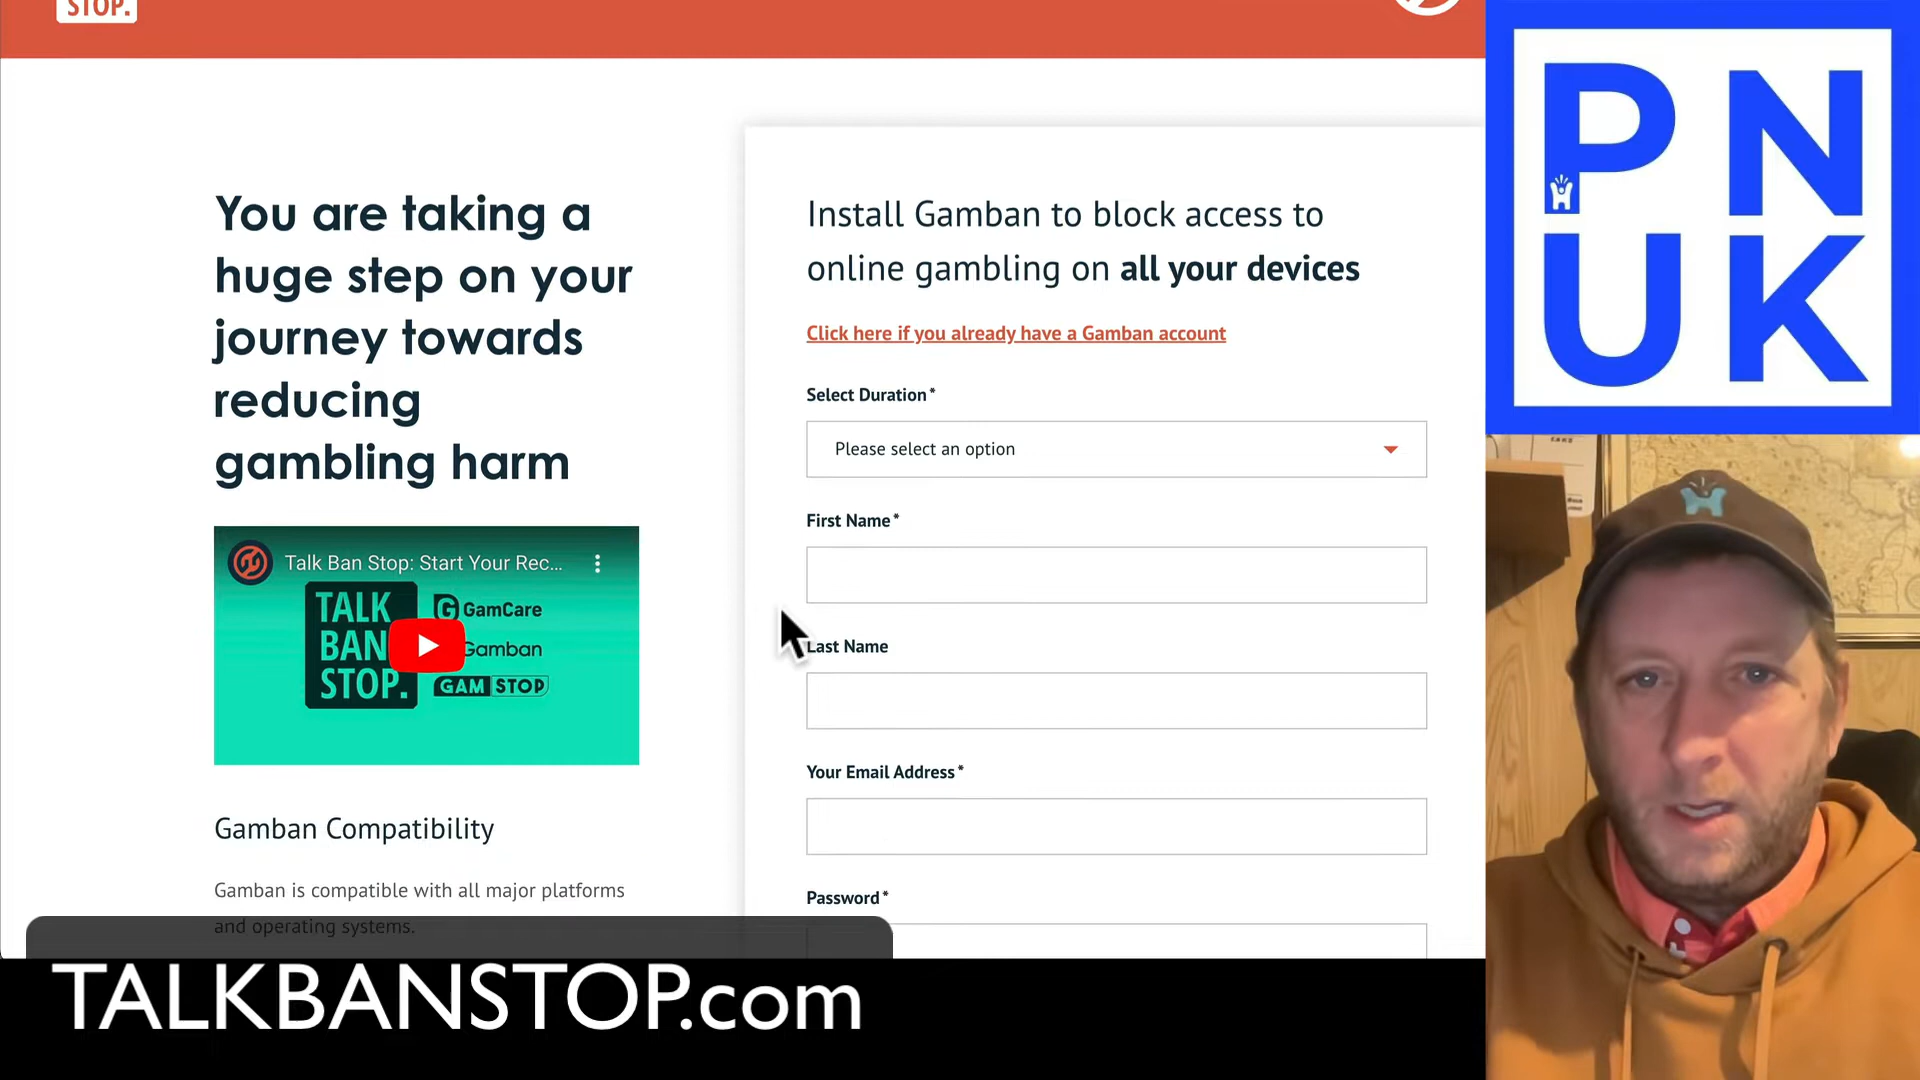 STOP.
You are taking a
huge step on your
journey towards
reducing
gambling harm
Talk Ban Stop: Start Your Rec...
TALK
BAN
STOP.
GamCare
Gamban
GAMSTOP
Gamban Compatibility
Gamban is compatible with all major platforms
and operating systems.
Install Gamban to block access to
online gambling on all your devices
Click here if you already have a Gamban account
Select Duration*
Please select an option
First Name*
Last Name
Your Email Address*
Password*
TALKBANSTOP.com
PN
UK